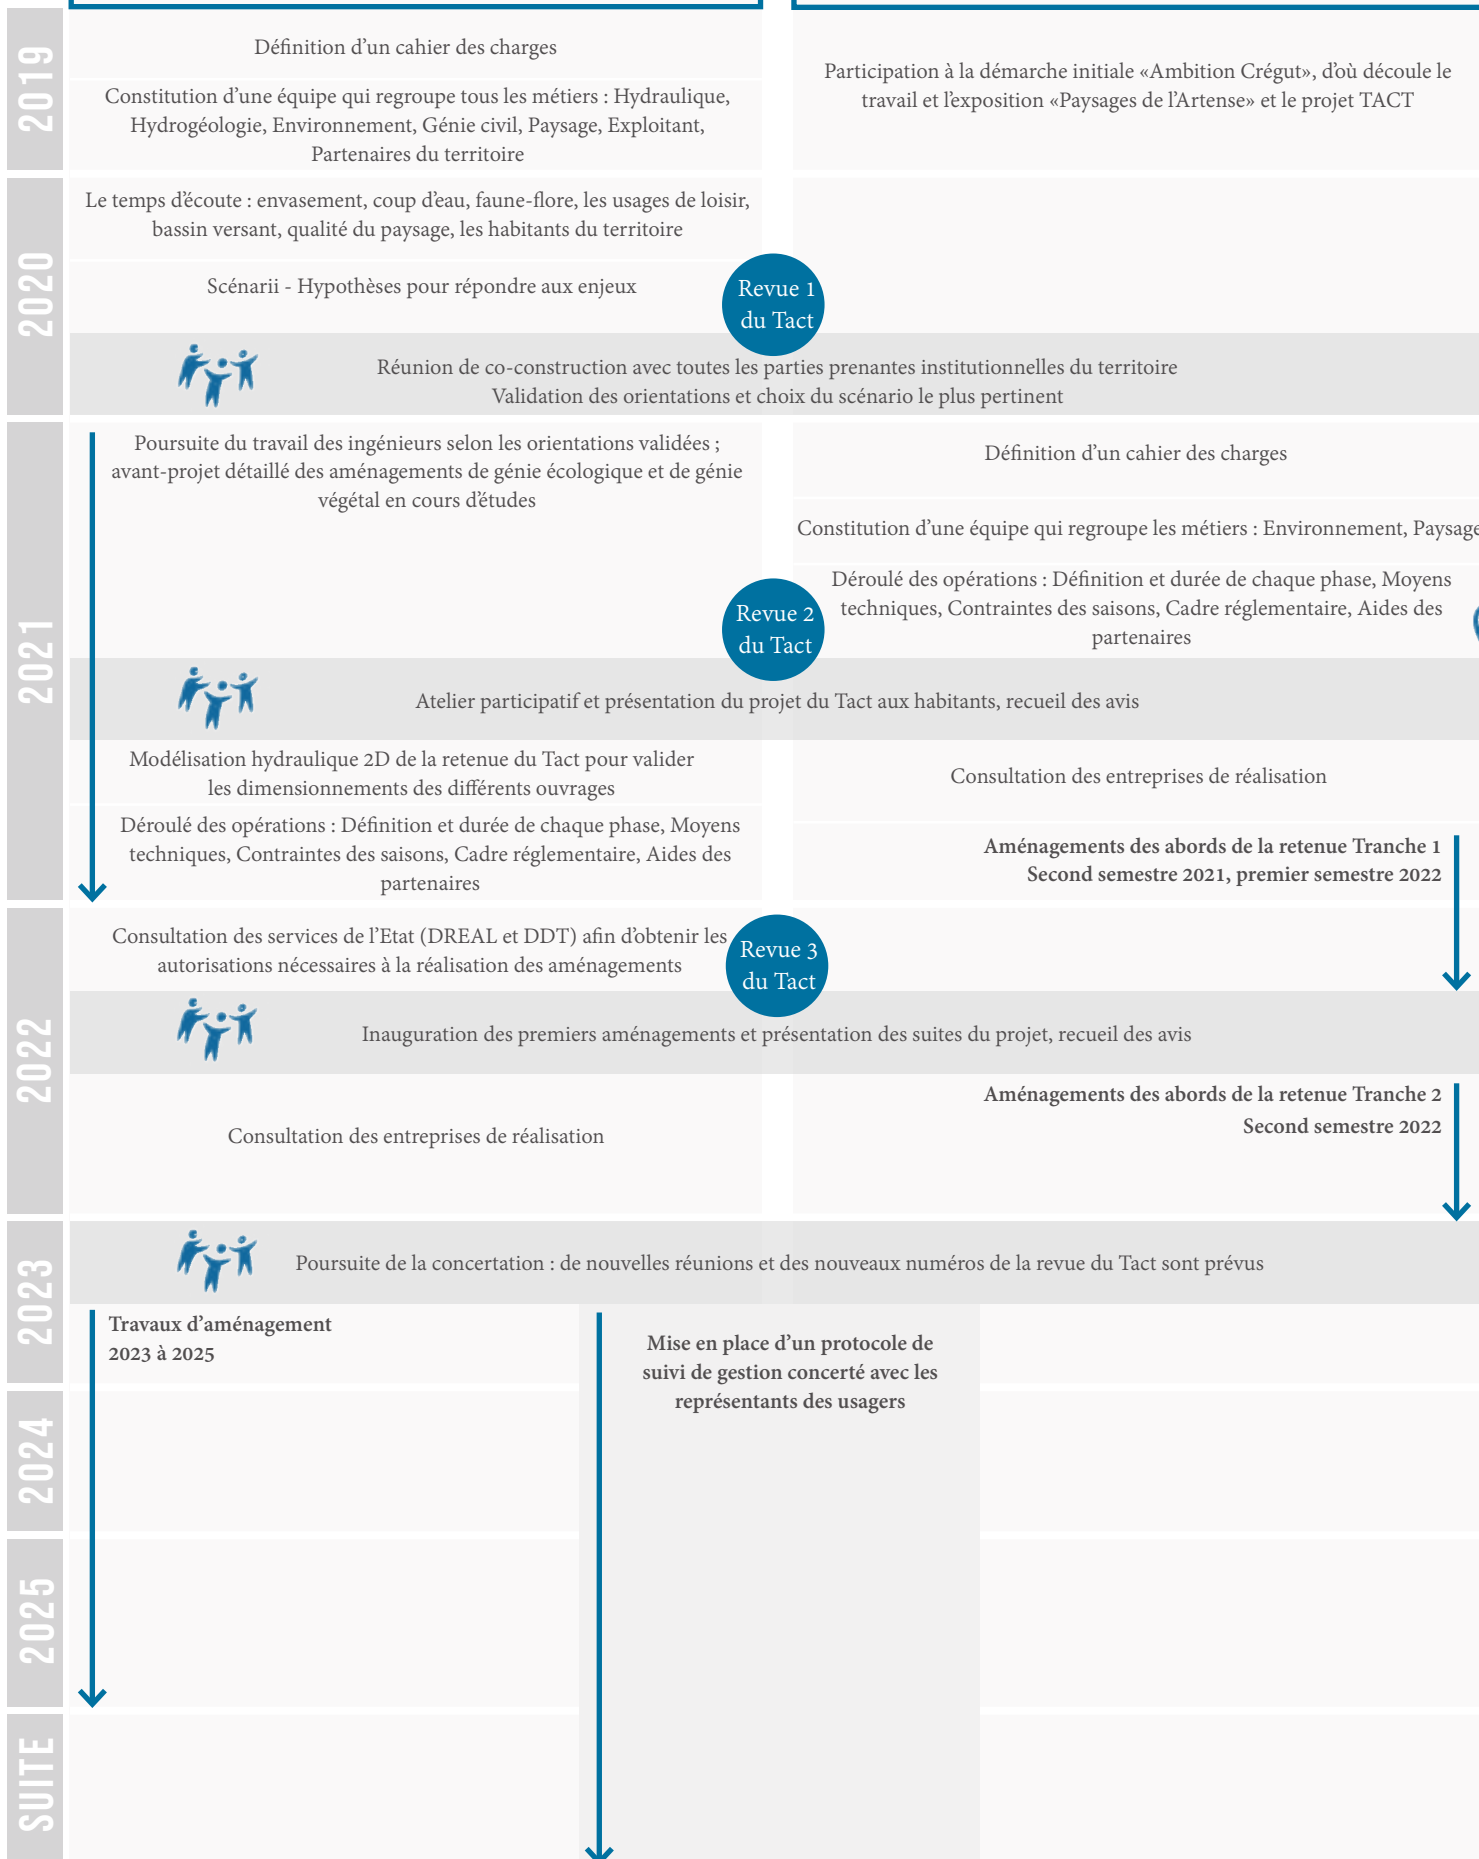 2019
Définition d'un cahier des charges
Constitution d'une équipe qui regroupe tous les métiers : Hydraulique,
Hydrogéologie, Environnement, Génie civil, Paysage, Exploitant,
Partenaires du territoire
Participation à la démarche initiale «Ambition Crégut», d'où découle le
travail et l'exposition «Paysages de l'Artense» et le projet TACT
2020
Le temps d'écoute : envasement, coup d'eau, faune-flore, les usages de loisir,
bassin versant, qualité du paysage, les habitants du territoire
Scénarii - Hypothèses pour répondre aux enjeux
Revue 1
du Tact
Réunion de co-construction avec toutes les parties prenantes institutionnelles du territoire
Validation des orientations et choix du scénario le plus pertinent
2021
Poursuite du travail des ingénieurs selon les orientations validées ;
avant-projet détaillé des aménagements de génie écologique et de génie
végétal en cours d'études
Définition d'un cahier des charges
Constitution d'une équipe qui regroupe les métiers : Environnement, Paysage
Déroulé des opérations : Définition et durée de chaque phase, Moyens
techniques, Contraintes des saisons, Cadre réglementaire, Aides des
partenaires
Revue 2
du Tact
Atelier participatif et présentation du projet du Tact aux habitants, recueil des avis
Modélisation hydraulique 2D de la retenue du Tact pour valider
les dimensionnements des différents ouvrages
Déroulé des opérations : Définition et durée de chaque phase, Moyens
techniques, Contraintes des saisons, Cadre réglementaire, Aides des
partenaires
Consultation des entreprises de réalisation
Aménagements des abords de la retenue Tranche 1
Second semestre 2021, premier semestre 2022
2022
Consultation des services de l'Etat (DREAL et DDT) afin d'obtenir les
autorisations nécessaires à la réalisation des aménagements
Revue 3
du Tact
Inauguration des premiers aménagements et présentation des suites du projet, recueil des avis
Consultation des entreprises de réalisation
Aménagements des abords de la retenue Tranche 2
Second semestre 2022
2023
Poursuite de la concertation : de nouvelles réunions et des nouveaux numéros de la revue du Tact sont prévus
Travaux d'aménagement
2023 à 2025
Mise en place d'un protocole de
suivi de gestion concerté avec les
représentants des usagers
2024
2025
SUITE